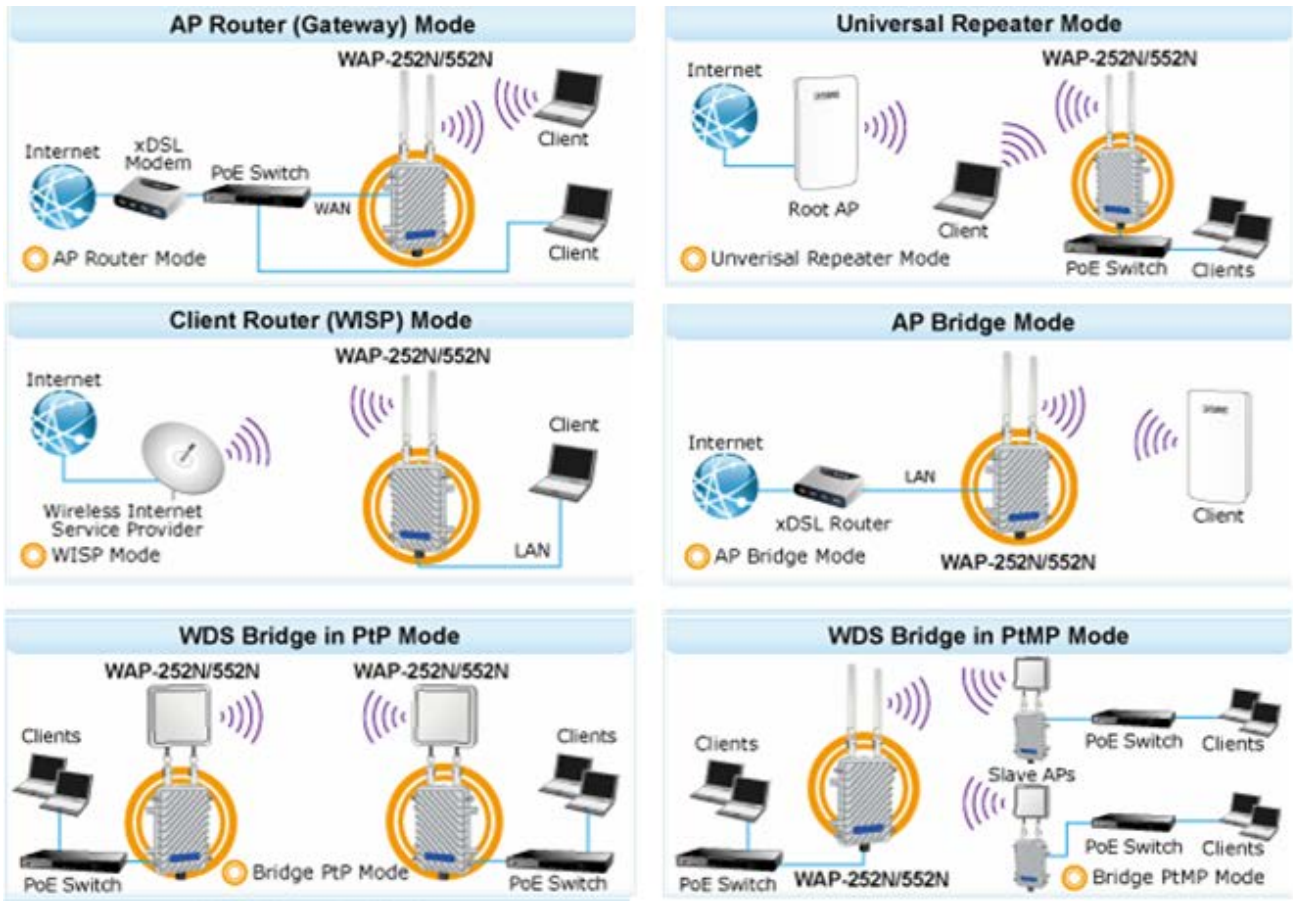 AP Router (Gateway) Mode
WAP-252N/552N
Client
Internet
xDSL
Modem
PoE Switch
WAN
Client
AP Router Mode
Universal Repeater Mode
WAP-252N/552N
Internet
Root AP
Client
PoE Switch
Clients
Unverisal Repeater Mode
Client Router (WISP) Mode
WAP-252N/552N
Internet
Client
Wireless Internet
Service Provider
LAN
WISP Mode
AP Bridge Mode
Internet
LAN
xDSL Router
Client
AP Bridge Mode
WAP-252N/552N
WDS Bridge in PtP Mode
WAP-252N/552N
WAP-252N/552N
Clients
Clients
Bridge PtP Mode
PoE Switch
PoE Switch
WDS Bridge in PtMP Mode
Clients
PoE Switch
Clients
Slave APs
PoE Switch
Clients
PoE Switch
WAP-252N/552N
Bridge PtMP Mode